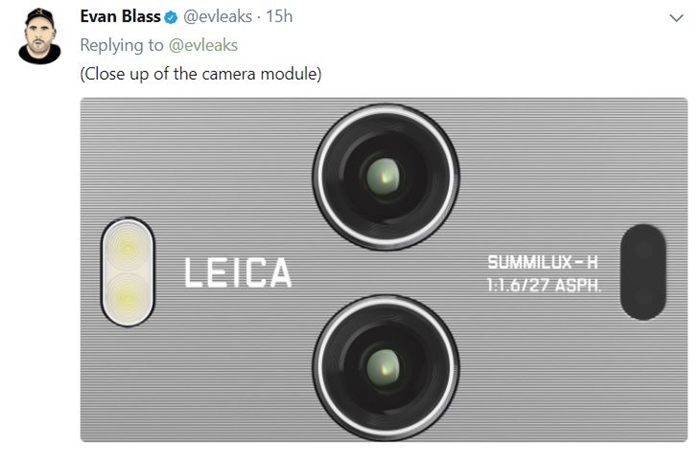 Evan Blass @evleaks · 15h
Replying to @evleaks
(Close up of the camera module)
LEICA
SUMMILUX-H
1:1.6/27 ASPH.